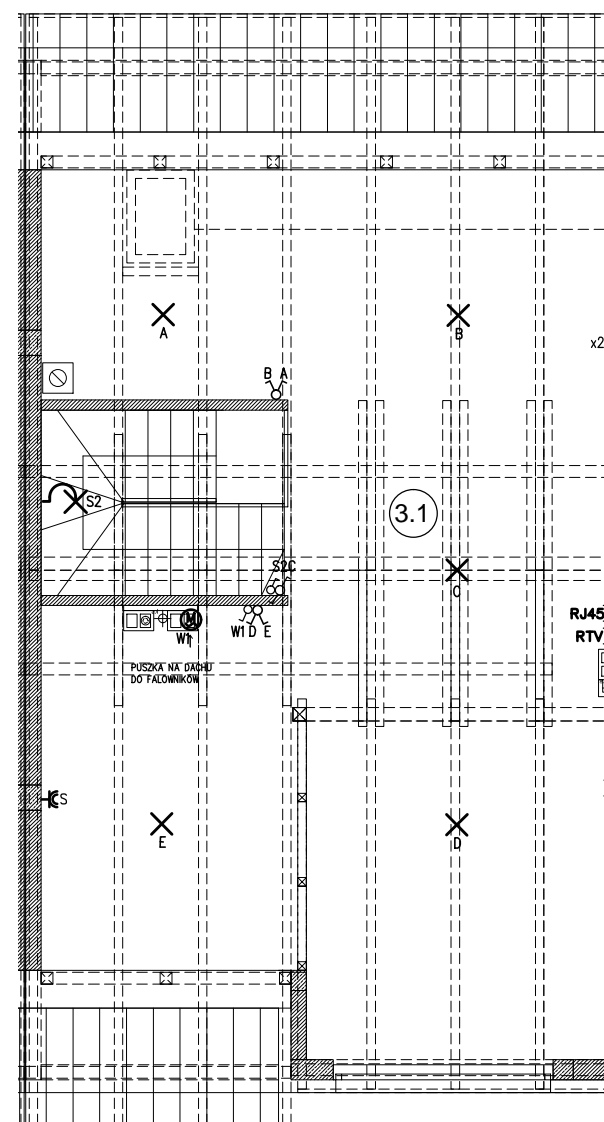 A
B
x2
B A
S2
3.1
S2C
C
W1 D E
RJ45
M
W1
RTV
PUSZKA NA DACHU
DO FALOWNIKÓW
S
E
D